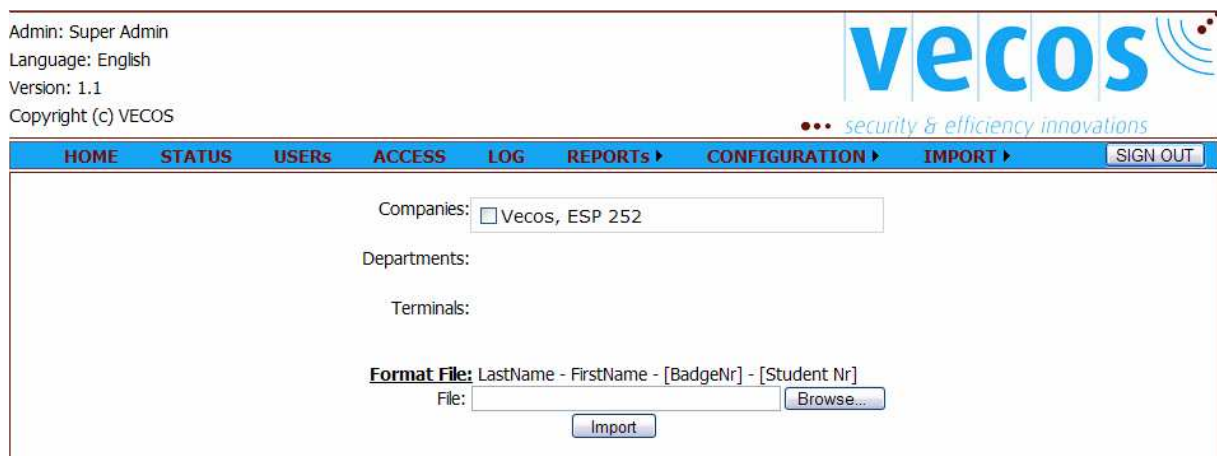 Admin: Super Admin
Language: English
Version: 1.1
Copyright (c) VECOS
vecos
security & efficiency innovations
HOME STATUS USERs ACCESS LOG REPORTs CONFIGURATION IMPORT SIGN OUT
Companies: Vecos, ESP 252
Departments:
Terminals:
Format File: LastName - FirstName - [BadgeNr] - [Student Nr]
File: Browse...
Import